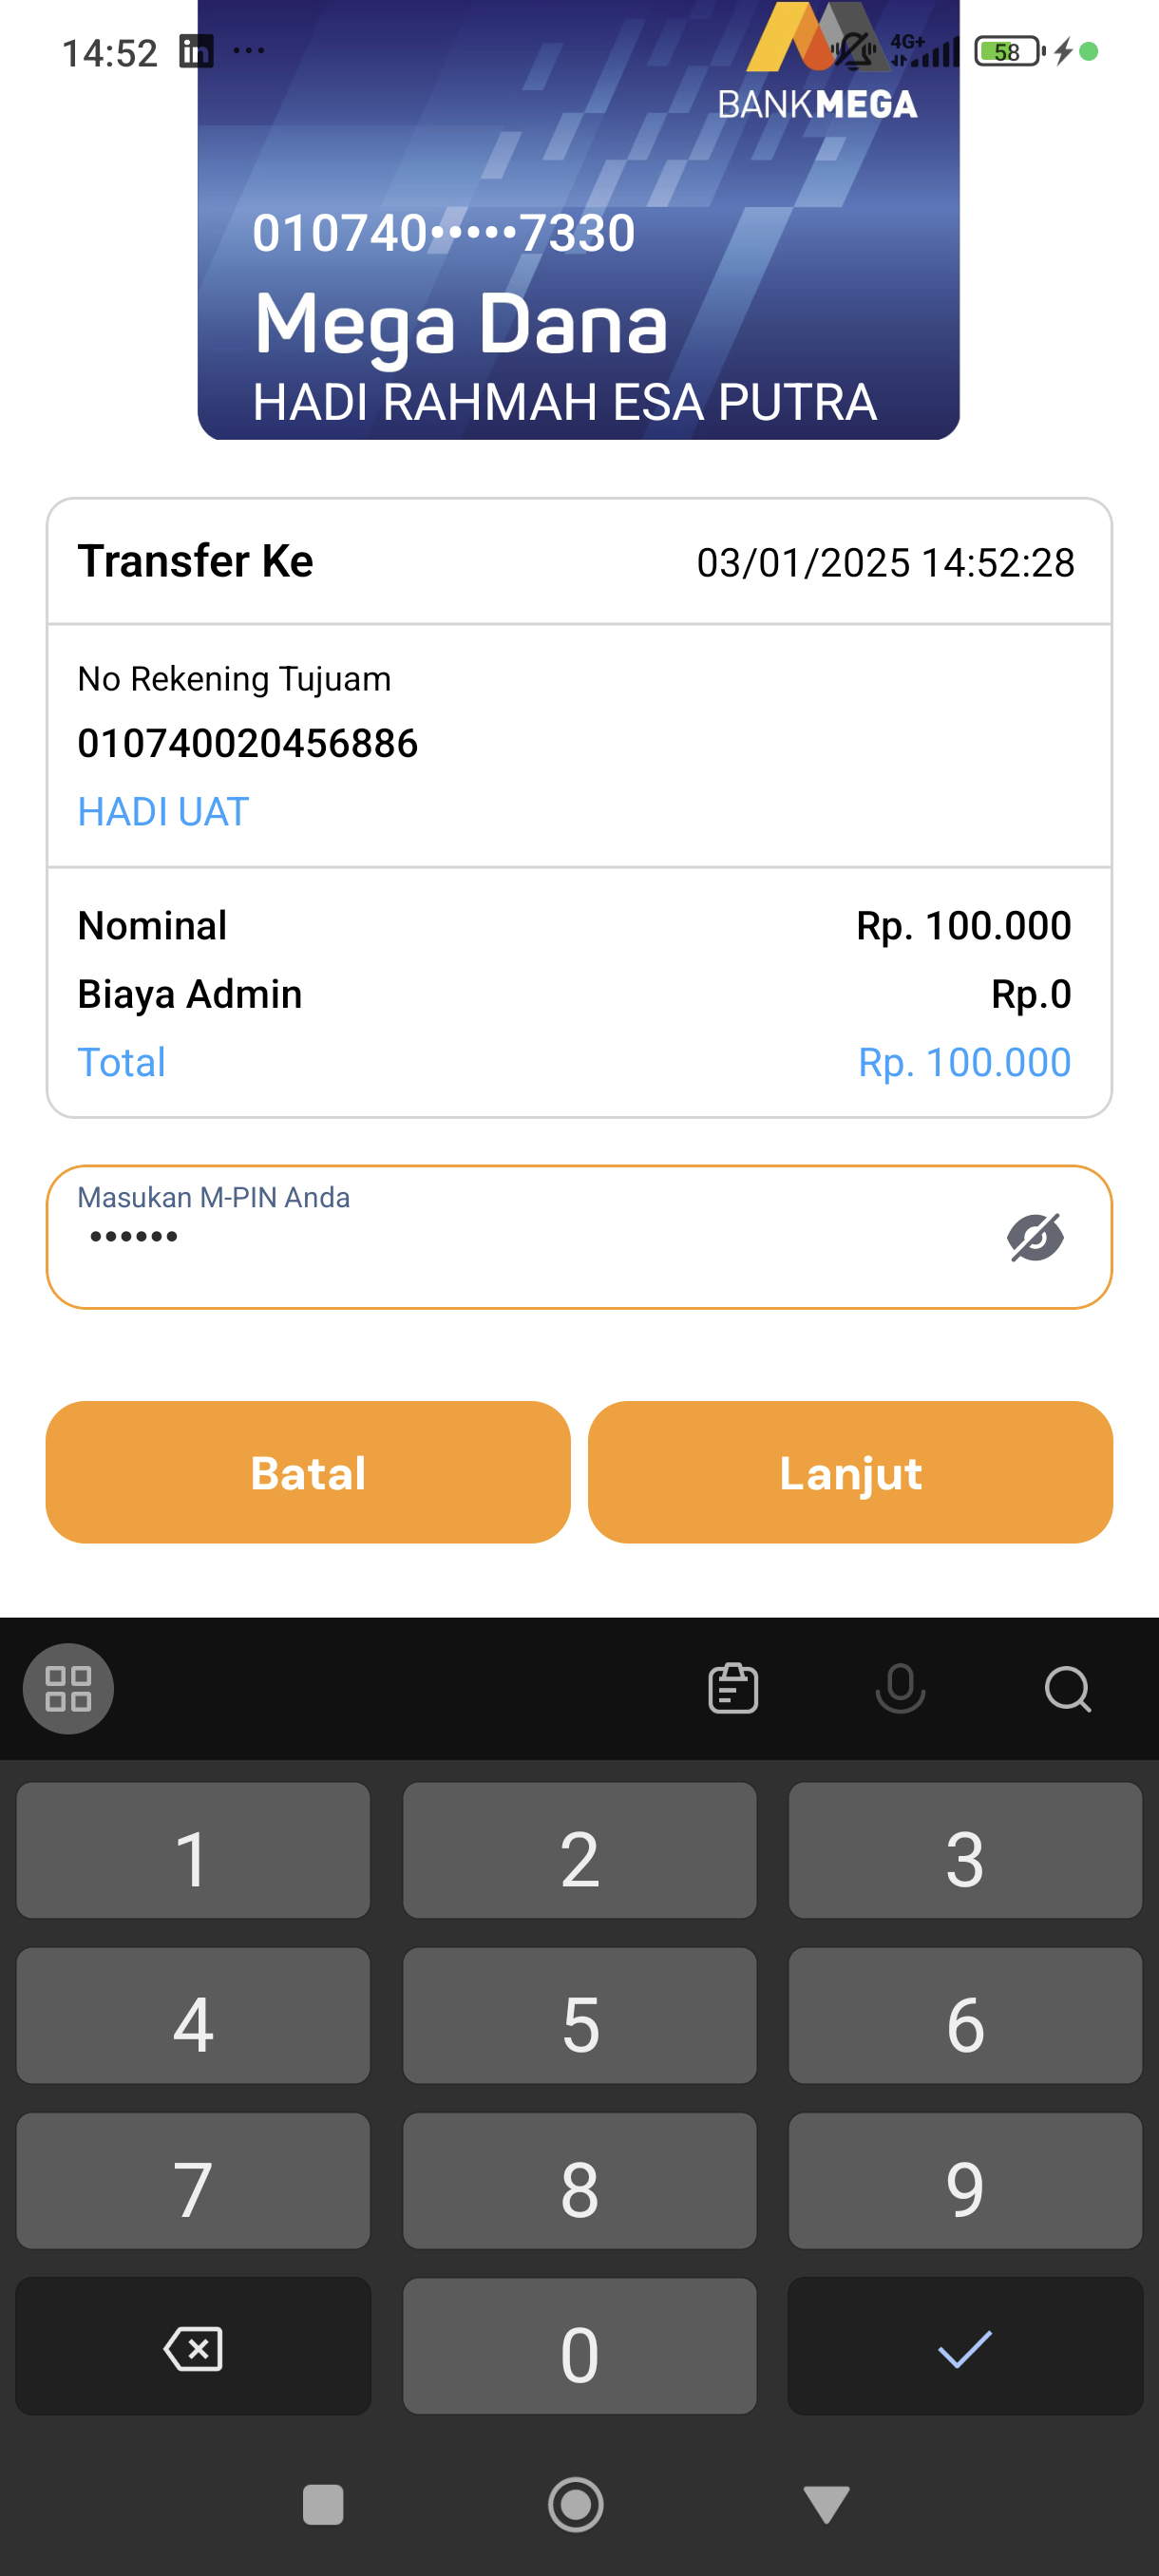 14:52 in ... 4G+ 58
BANKMEGA
010740•••••7330
Mega Dana
HADI RAHMAH ESA PUTRA
Transfer Ke 03/01/2025 14:52:28
No Rekening Tujuam
010740020456886
HADI UAT
Nominal Rp. 100.000
Biaya Admin Rp.0
Total Rp. 100.000
Masukan M-PIN Anda
••••••
Batal Lanjut
1 2 3
4 5 6
7 8 9
0